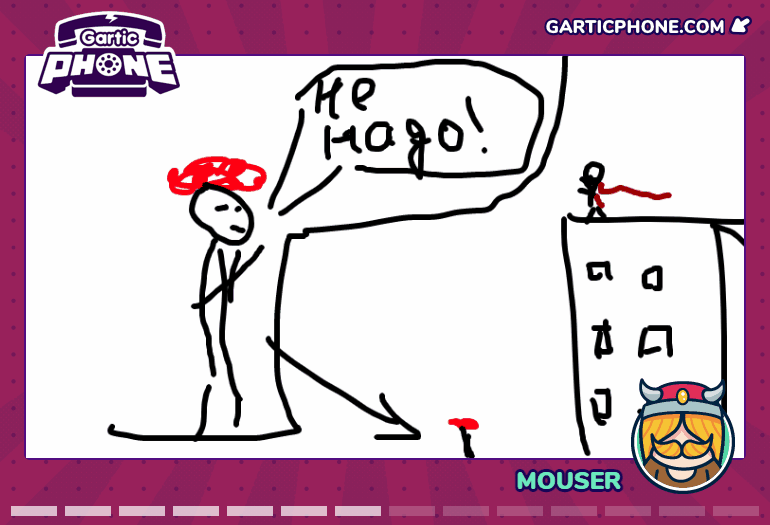 Gartic
PHONE
GARTICPHONE.COM
Не
надо!
MOUSER